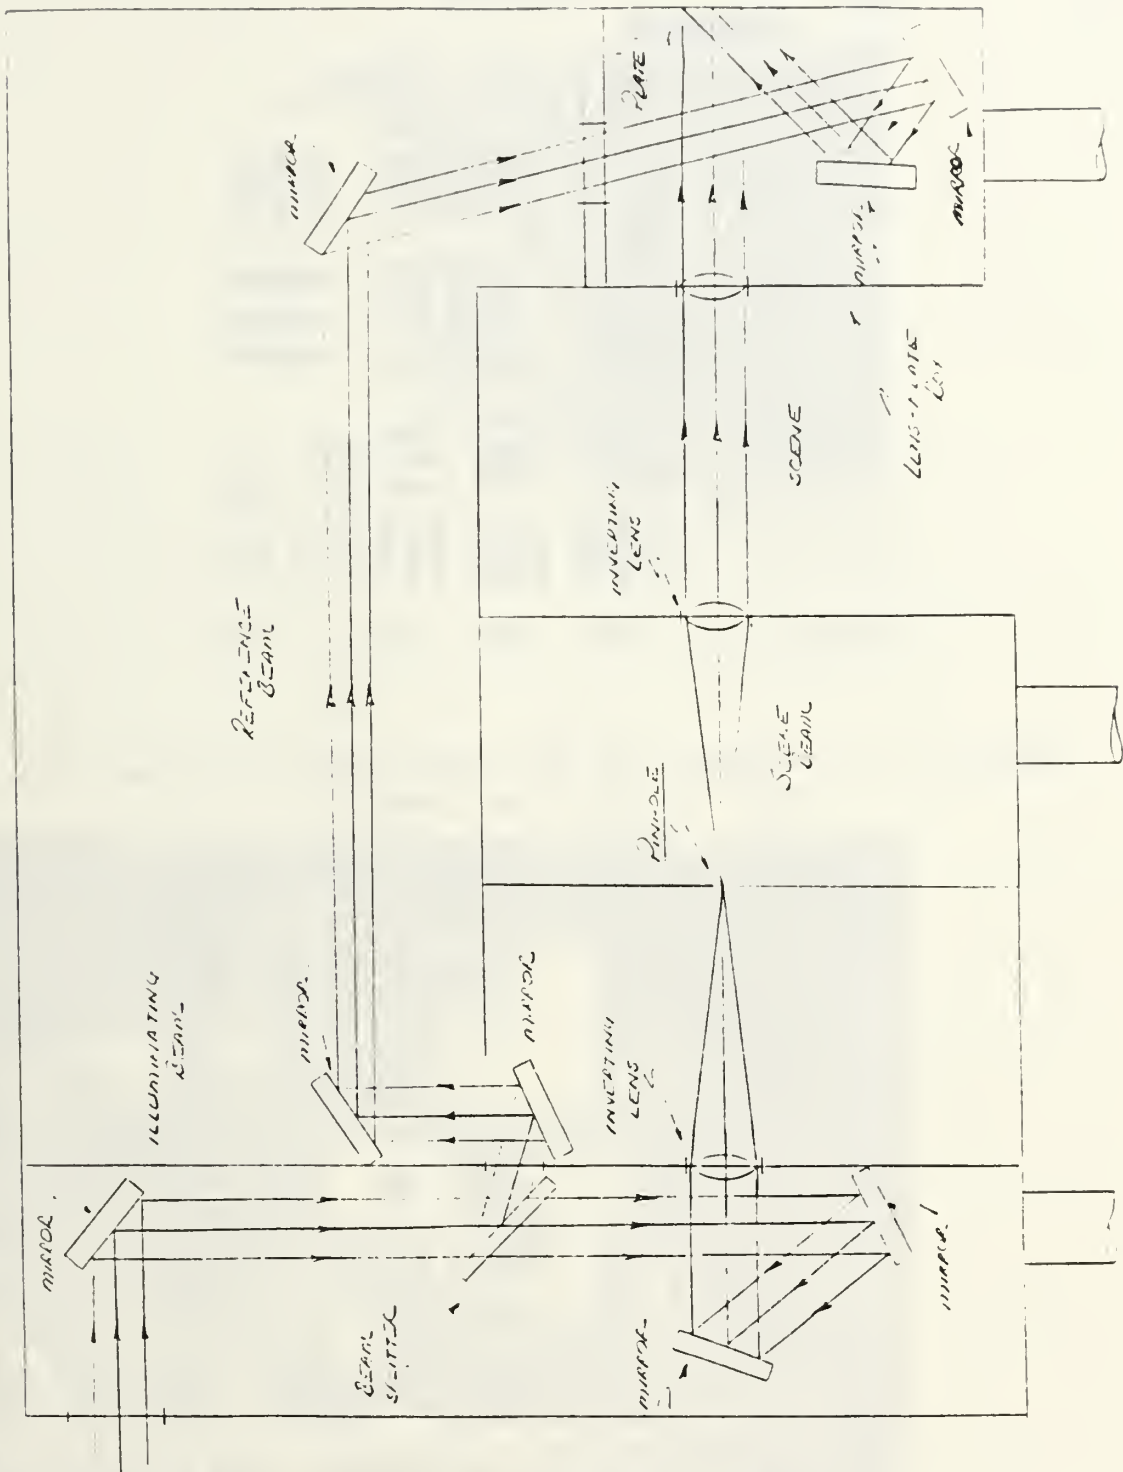 MIRROR
PLATE
MIRROR
MIRROR
LENS-PLATE
BOX
SCENE
INVERTING
LENS
REFERENCE
BEAM
SCENE
BEAM
PINHOLE
ILLUMINATING
BEAM
MIRROR
MIRROR
INVERTING
LENS
MIRROR
BEAM
SPLITTER
MIRROR
MIRROR